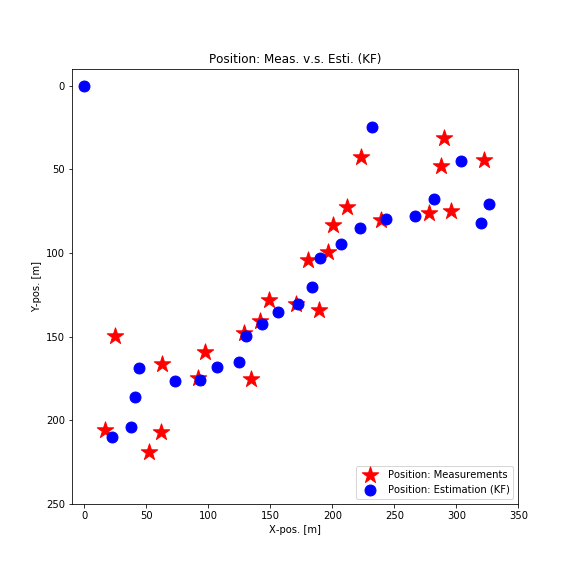 Position: Meas. v.s. Esti. (KF)
0
50
100
150
200
250
Y-pos. [m]
Position: Measurements
Position: Estimation (KF)
0 50 100 150 200 250 300 350
X-pos. [m]